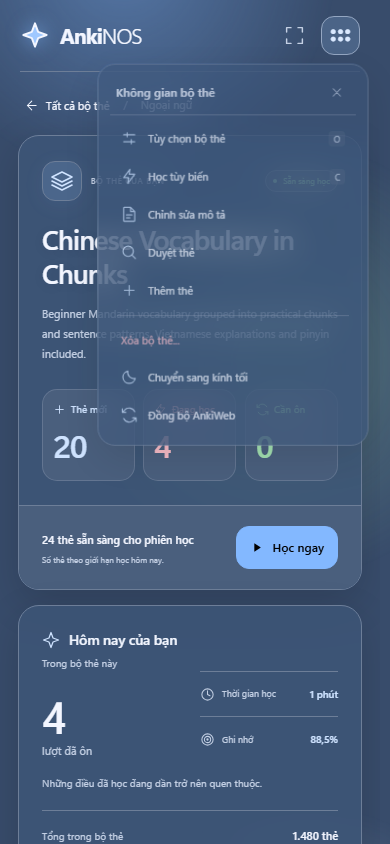 AnkiNOS
Tất cả bộ thẻ / Ngoại ngữ
Không gian bộ thẻ
Tùy chọn bộ thẻ O
Học tùy biến C
Chỉnh sửa mô tả
Duyệt thẻ
Thêm thẻ
Xóa bộ thẻ...
Chuyển sang kính tối
Đồng bộ AnkiWeb
Sẵn sàng học
Chinese Vocabulary in
Chunks
Beginner Mandarin vocabulary grouped into practical chunks
and sentence patterns. Vietnamese explanations and pinyin
included.
Thẻ mới
Cần ôn
20
4
0
24 thẻ sẵn sàng cho phiên học
Số thẻ theo giới hạn học hôm nay.
Học ngay
Hôm nay của bạn
Trong bộ thẻ này
4
lượt đã ôn
Thời gian học 1 phút
Ghi nhớ 88,5%
Những điều đã học đang dần trở nên quen thuộc.
Tổng trong bộ thẻ 1.480 thẻ